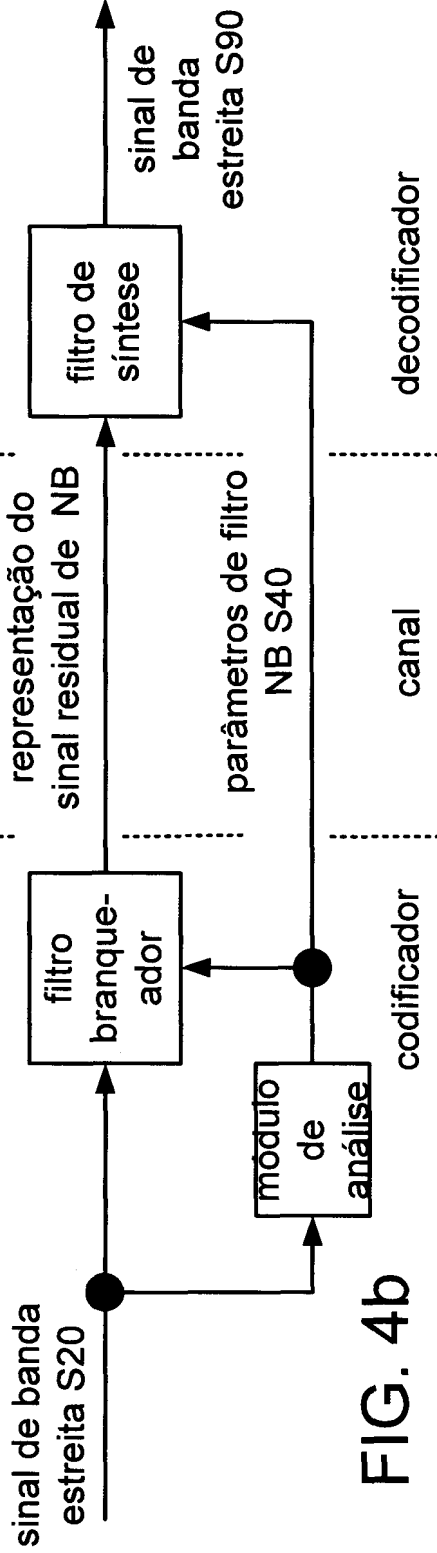 sinal de banda
estreita S20
filtro
branque-
ador
módulo
de
análise
representação do
sinal residual de NB
parâmetros de filtro
NB S40
filtro de
síntese
sinal de
banda
estreita S90
codificador
canal
decodificador
FIG. 4b